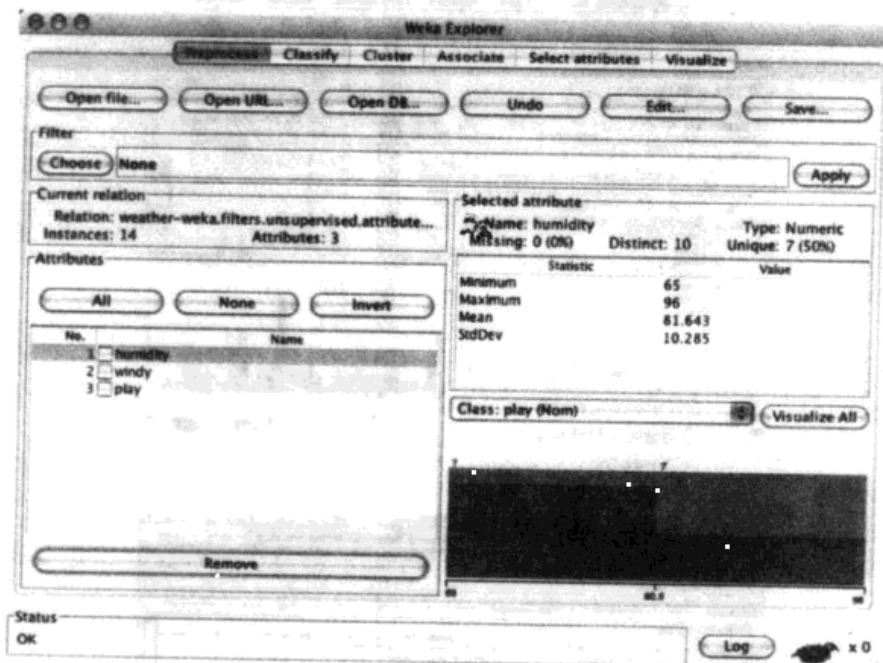 Weka Explorer
Preprocess Classify Cluster Associate Select attributes Visualize
Open file... Open URL... Open DB... Undo Edit... Save...
Filter
Choose None Apply
Current relation
Relation: weather-weka.filters.unsupervised.attribute...
Instances: 14 Attributes: 3
Selected attribute
Name: humidity Type: Numeric
Missing: 0 (0%) Distinct: 10 Unique: 7 (50%)
Attributes
All None Invert
No. Name
1 humidity
2 windy
3 play
Remove
Statistic Value
Minimum 65
Maximum 96
Mean 81.643
StdDev 10.285
Class: play (Nom) Visualize All
7 7
80.5
Status
OK
Log x 0